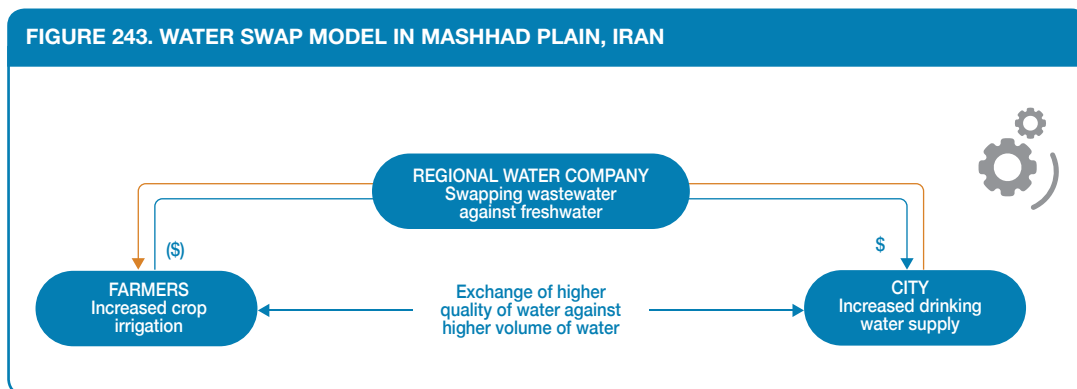 FIGURE 243. WATER SWAP MODEL IN MASHHAD PLAIN, IRAN
REGIONAL WATER COMPANY
Swapping wastewater
against freshwater
($)
$
FARMERS
Increased crop
irrigation
Exchange of higher
quality of water against
higher volume of water
CITY
Increased drinking
water supply